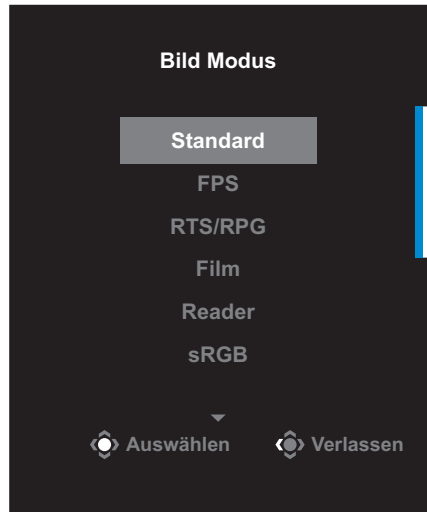 Bild Modus
Standard
FPS
RTS/RPG
Film
Reader
sRGB
Auswählen Verlassen